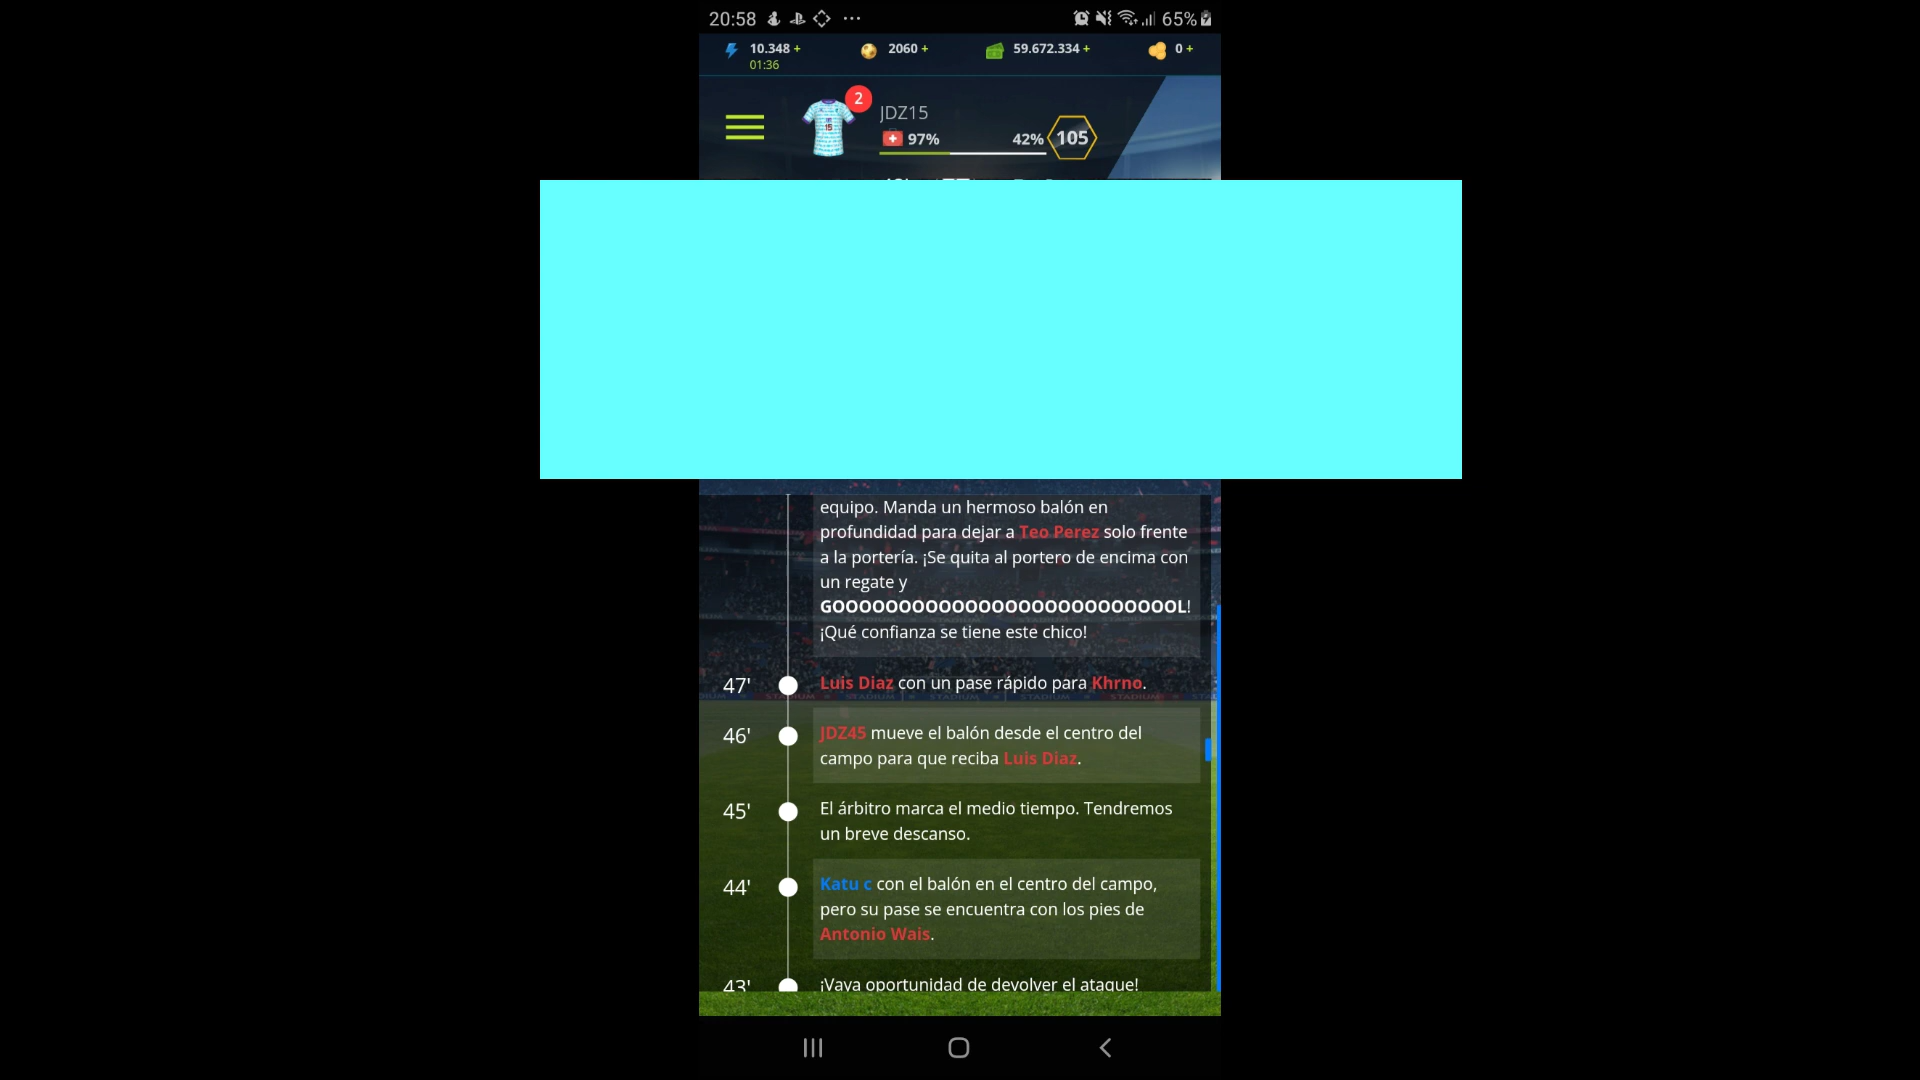 20:58
65%
10.348 +
2060 +
59.672.334 +
0 +
01:36
2
JDZ15
97%
42%
105
equipo. Manda un hermoso balón en
profundidad para dejar a Teo Perez solo frente
a la portería. ¡Se quita al portero de encima con
un regate y
GOOOOOOOOOOOOOOOOOOOOOOOOOOL!
¡Qué confianza se tiene este chico!
47'
Luis Diaz con un pase rápido para Khrno.
46'
JDZ45 mueve el balón desde el centro del
campo para que reciba Luis Diaz.
45'
El árbitro marca el medio tiempo. Tendremos
un breve descanso.
44'
Katu c con el balón en el centro del campo,
pero su pase se encuentra con los pies de
Antonio Wais.
43'
¡Vaya oportunidad de devolver el ataque!